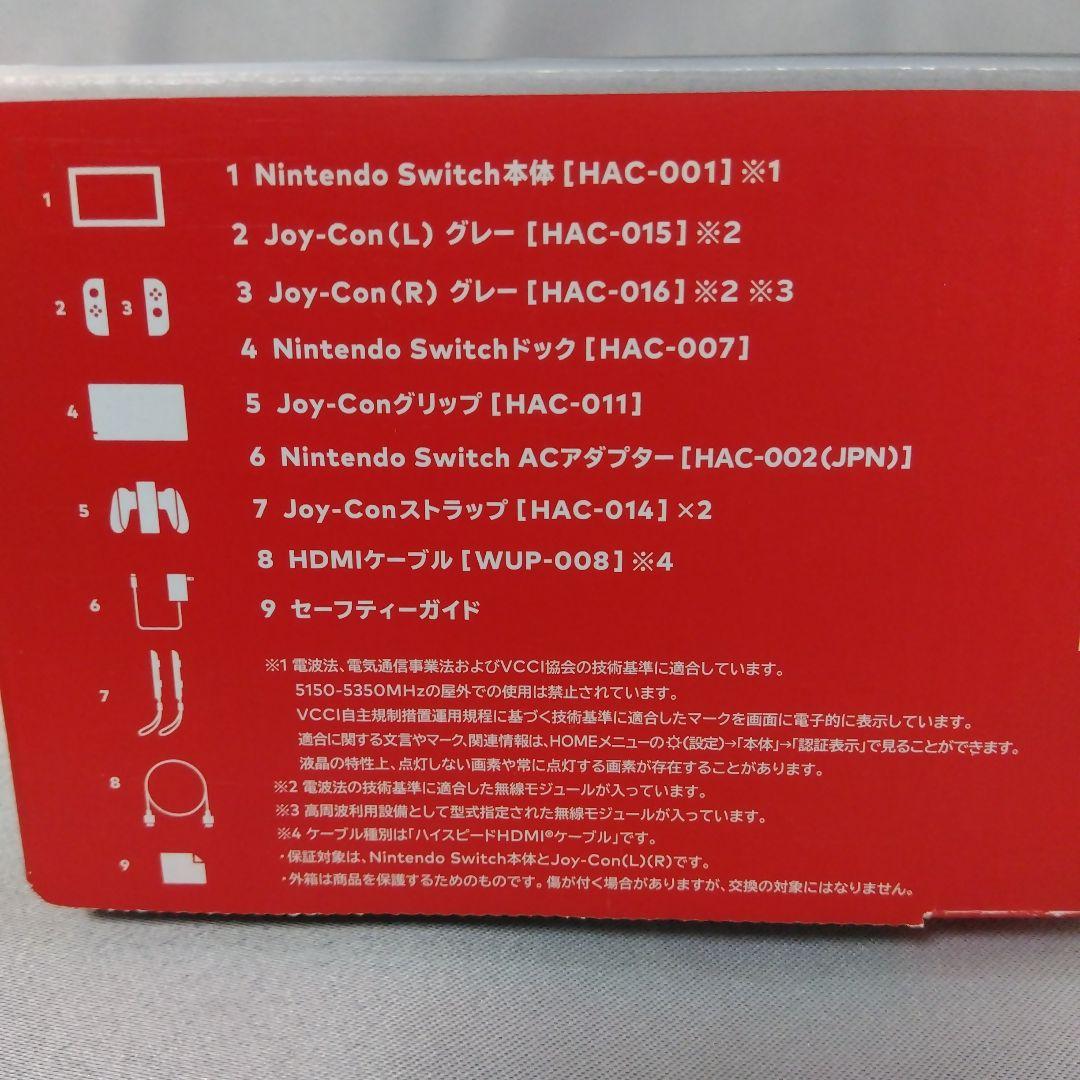 1 Nintendo Switch本体[HAC-001]※1
2 Joy-Con(L) グレー [HAC-015]※2
3 Joy-Con(R) グレー [HAC-016]※2 ※3
4 Nintendo Switchドック[HAC-007]
5 Joy-Conグリップ[HAC-011]
6 Nintendo Switch ACアダプター[HAC-002(JPN)]
7 Joy-Conストラップ[HAC-014]×2
8 HDMIケーブル[WUP-008]※4
9 セーフティーガイド
1
2 3
4
5
6
7
8
9
※1 電波法、電気通信事業法およびVCCI協会の技術基準に適合しています。
5150-5350MHzの屋外での使用は禁止されています。
VCCI自主規制措置運用規程に基づく技術基準に適合したマークを画面に電子的に表示しています。
適合に関する文言やマーク、関連情報は、HOMEメニューの(設定)→「本体」→「認証表示」で見ることができます。
液晶の特性上、点灯しない画素や常に点灯する画素が存在することがあります。
※2 電波法の技術基準に適合した無線モジュールが入っています。
※3 高周波利用設備として型式指定された無線モジュールが入っています。
※4 ケーブル種別は「ハイスピードHDMI®ケーブル」です。
・保証対象は、Nintendo Switch本体とJoy-Con(L)(R)です。
・外箱は商品を保護するためのものです。傷が付く場合がありますが、交換の対象にはなりません。